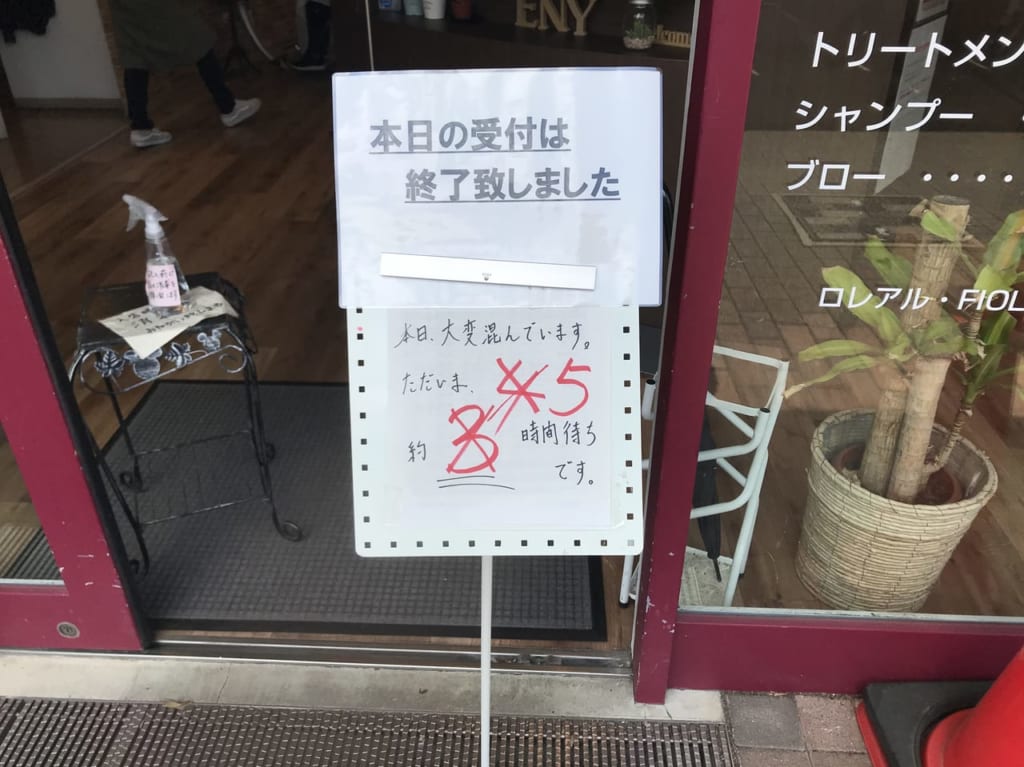 ENY
トリートメン
シャンプー ・
ブロー ・・・・
ロレアル・FIOL
本日の受付は
終了致しました
本日、大変混んでいます。
ただいま、
5
約 3 時間待ち
です。